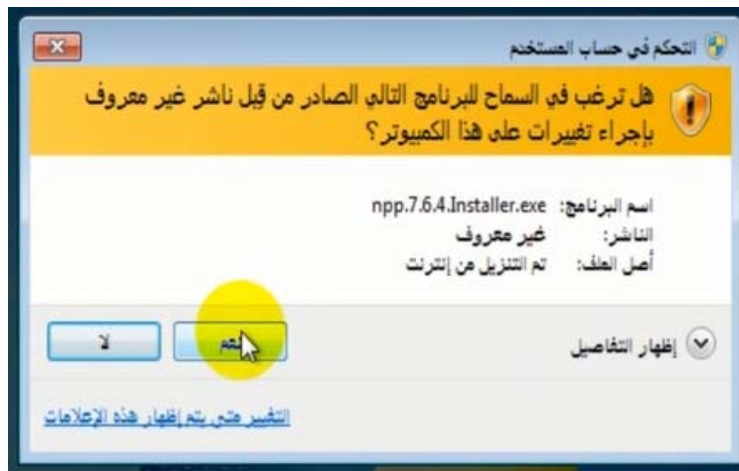 التحكم في حساب المستخدم
هل ترغب في السماح للبرنامج التالي الصادر من قِبل ناشر غير معروف
بإجراء تغييرات على هذا الكمبيوتر؟
اسم البرنامج: npp.7.6.4.Installer.exe
الناشر: غير معروف
أصل الملف: تم التنزيل من إنترنت
إظهار التفاصيل
نعم
لا
التغيير متى يتم إظهار هذه الإعلامات